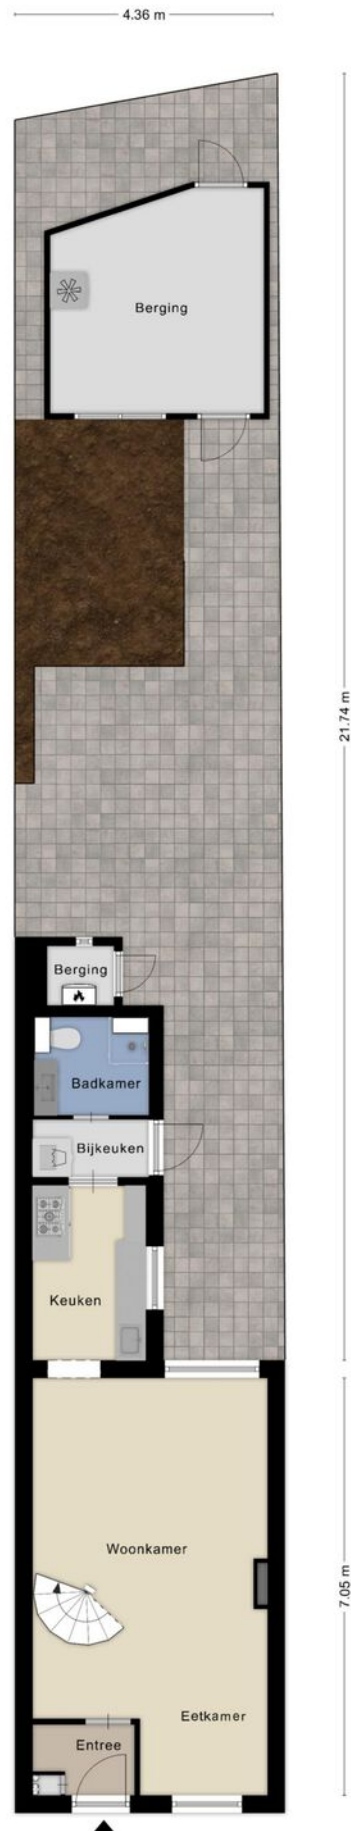 4.36 m
Berging
21.74 m
Berging
Badkamer
Bijkeuken
Keuken
Woonkamer
7.05 m
Eetkamer
Entree